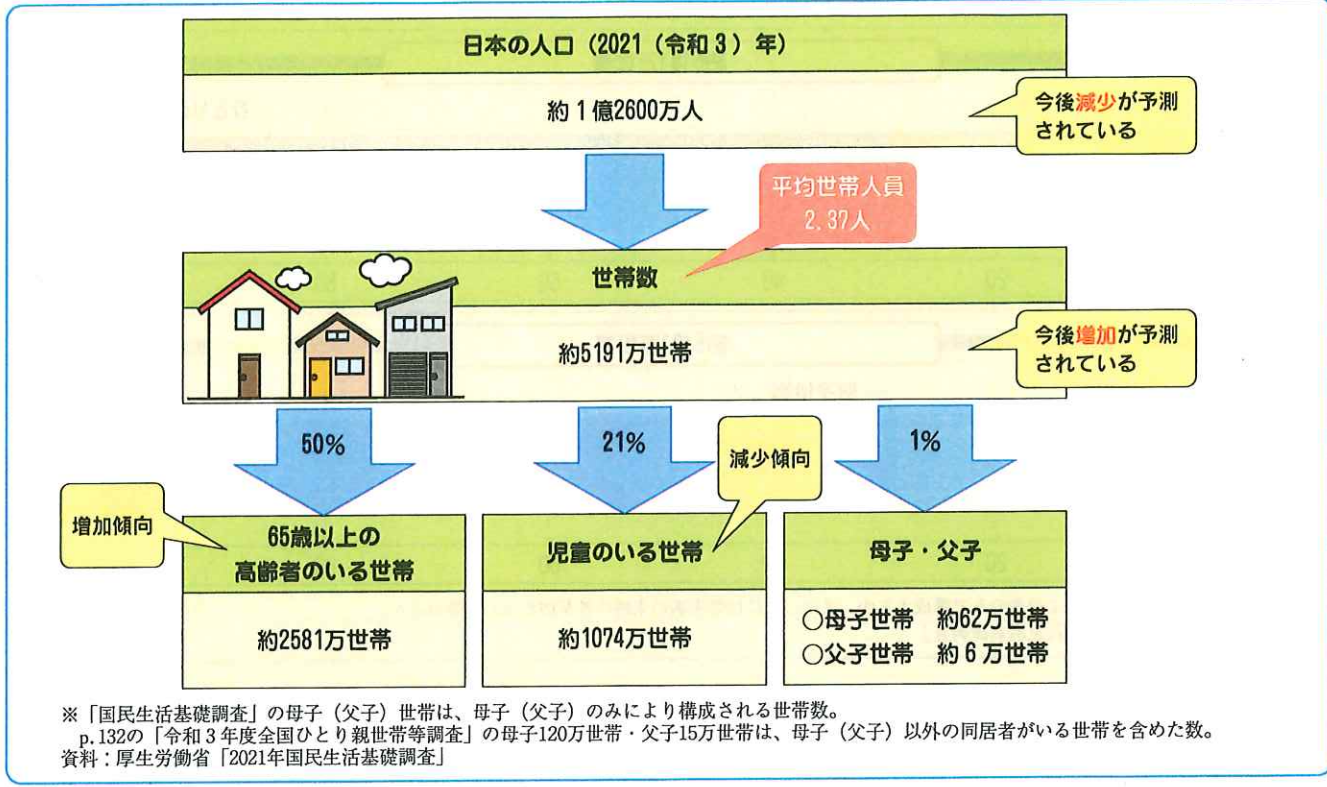 日本の人口（2021（令和3）年）
約1億2600万人
今後減少が予測
されている
平均世帯人員
2.37人
世帯数
約5191万世帯
今後増加が予測
されている
50%
21%
1%
減少傾向
増加傾向
65歳以上の
高齢者のいる世帯
約2581万世帯
児童のいる世帯
約1074万世帯
母子・父子
○母子世帯　約62万世帯
○父子世帯　約6万世帯
※「国民生活基礎調査」の母子（父子）世帯は、母子（父子）のみにより構成される世帯数。
p.132の「令和3年度全国ひとり親世帯等調査」の母子120万世帯・父子15万世帯は、母子（父子）以外の同居者がいる世帯を含めた数。
資料：厚生労働省「2021年国民生活基礎調査」